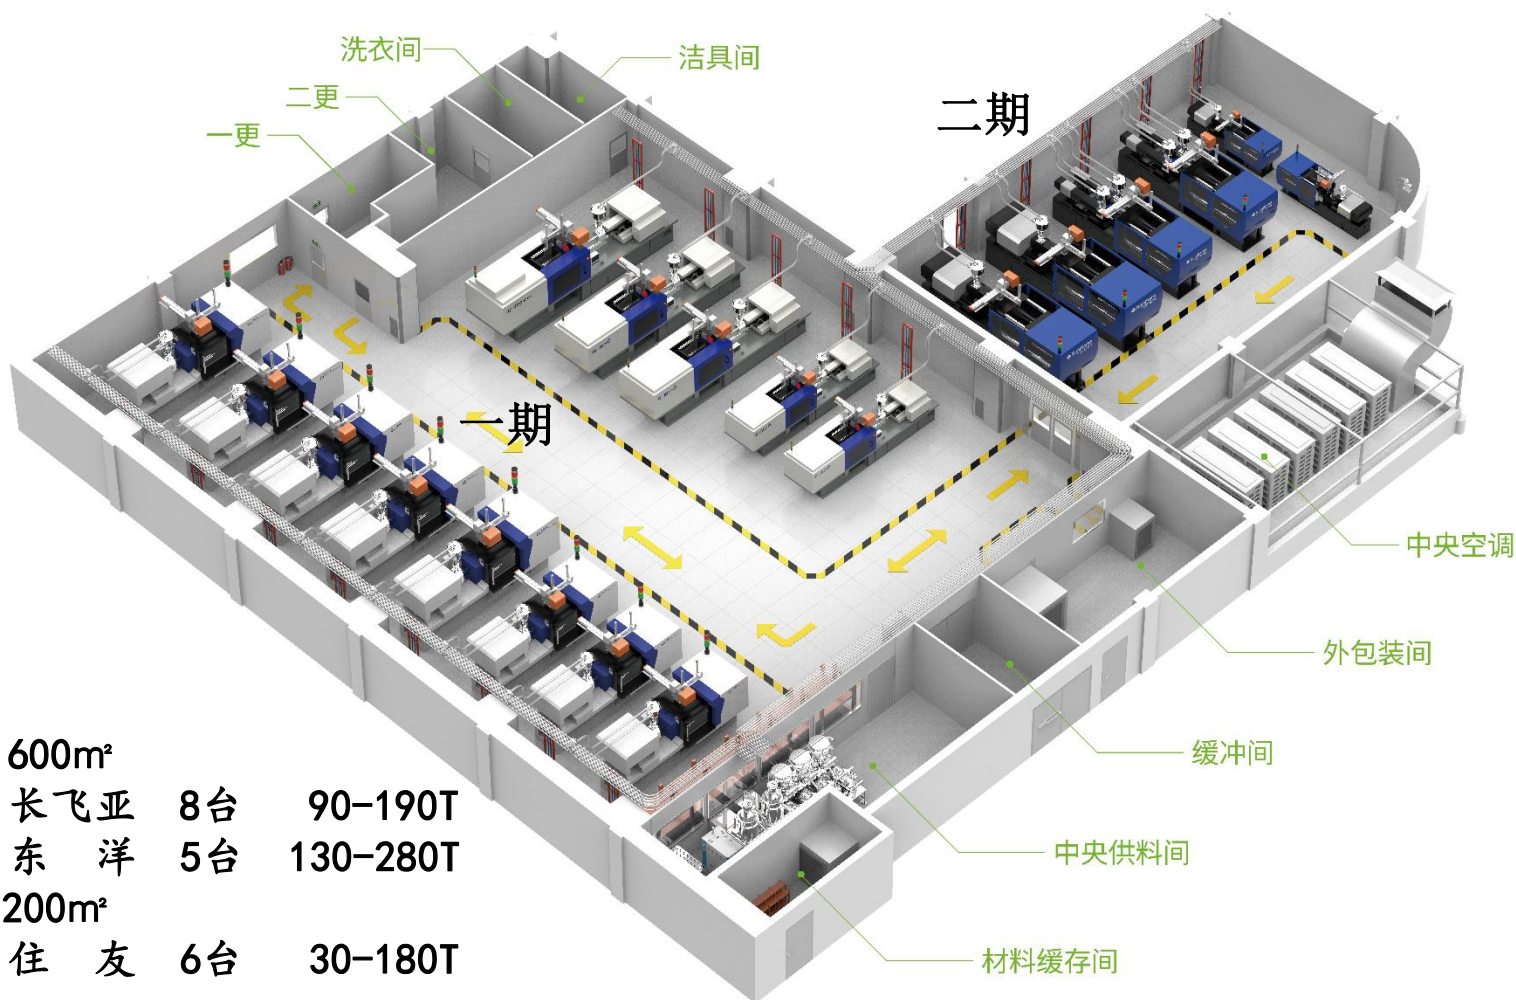 洗衣间
洁具间
二更
一更
二期
一期
中央空调
外包装间
缓冲间
中央供料间
材料缓存间
600m²
长飞亚 8台 90-190T
东 洋 5台 130-280T
200m²
住 友 6台 30-180T